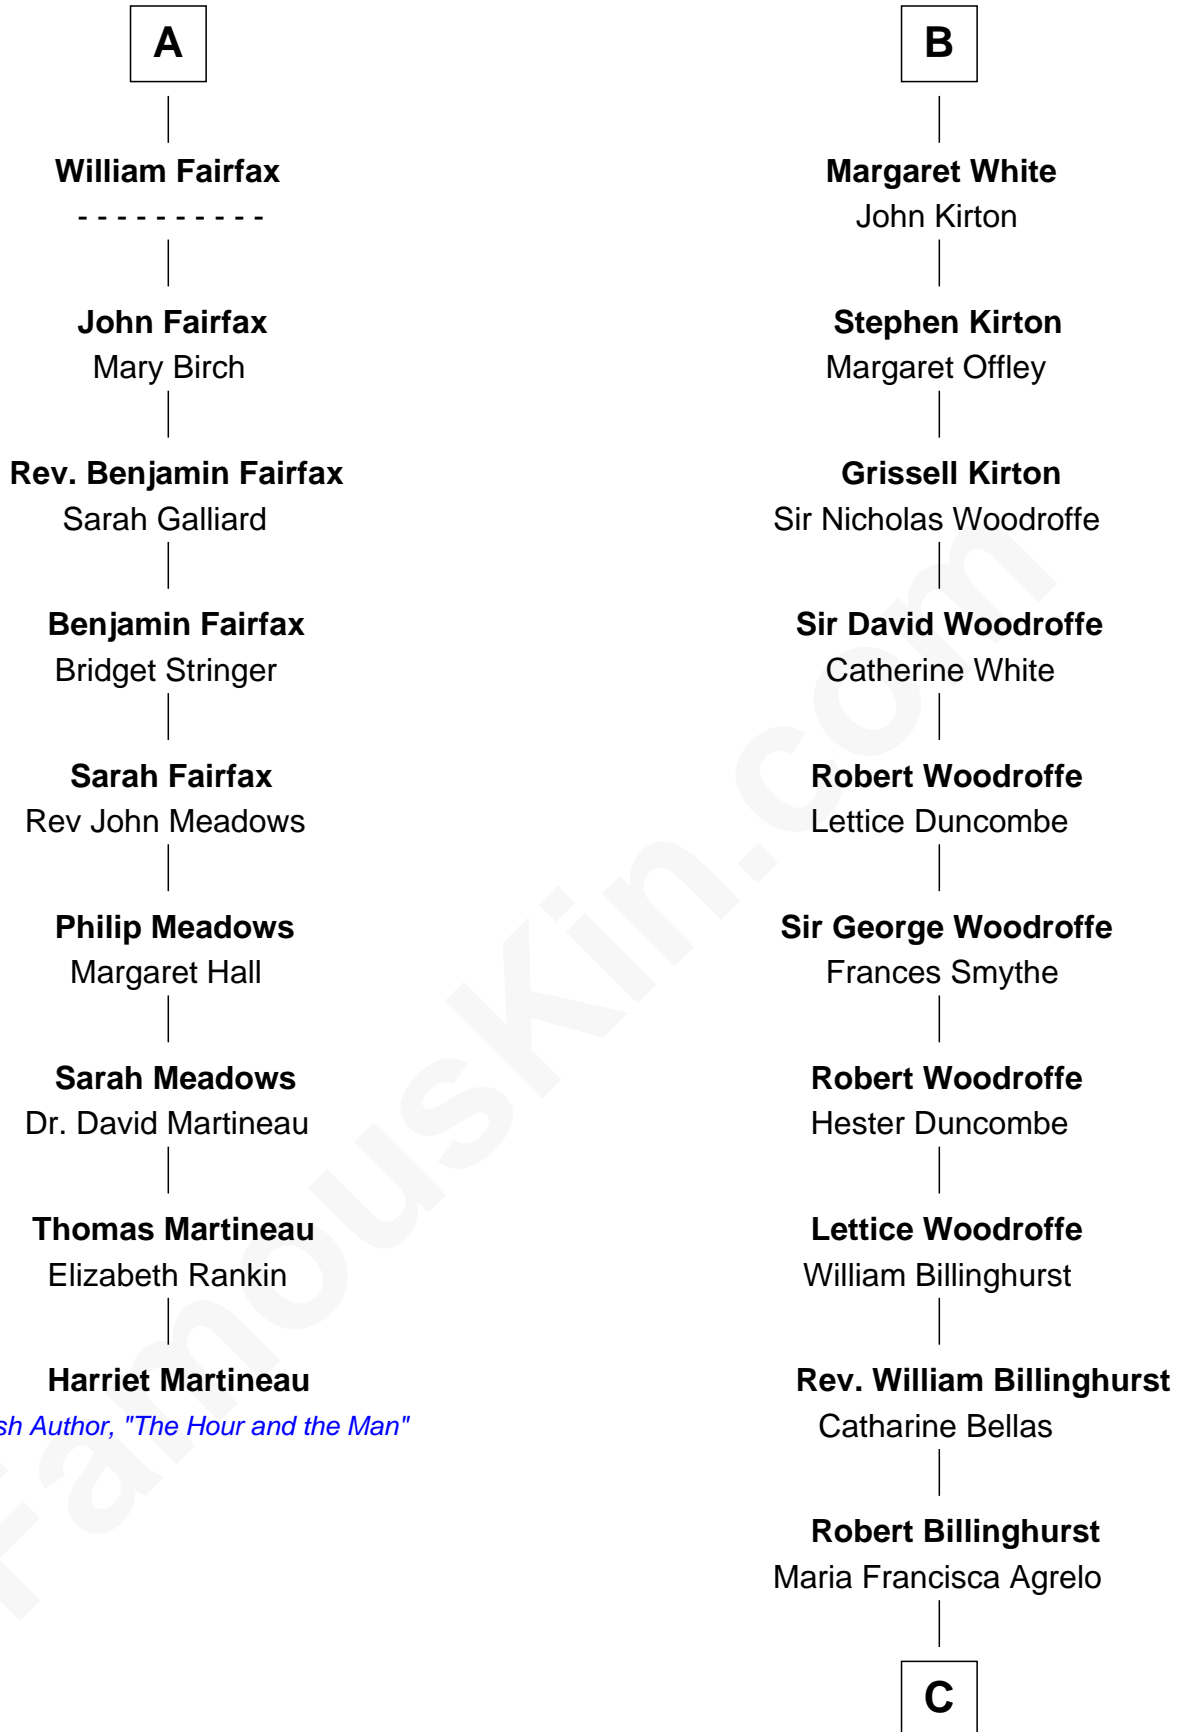 A
William Fairfax
- - - - - - - - - -
John Fairfax
Mary Birch
Rev. Benjamin Fairfax
Sarah Galliard
Benjamin Fairfax
Bridget Stringer
Sarah Fairfax
Rev John Meadows
Philip Meadows
Margaret Hall
Sarah Meadows
Dr. David Martineau
Thomas Martineau
Elizabeth Rankin
Harriet Martineau
sh Author, "The Hour and the Man"
B
Margaret White
John Kirton
Stephen Kirton
Margaret Offley
Grissell Kirton
Sir Nicholas Woodroffe
Sir David Woodroffe
Catherine White
Robert Woodroffe
Lettice Duncombe
Sir George Woodroffe
Frances Smythe
Robert Woodroffe
Hester Duncombe
Lettice Woodroffe
William Billinghurst
Rev. William Billinghurst
Catharine Bellas
Robert Billinghurst
Maria Francisca Agrelo
C
FamousKin.com